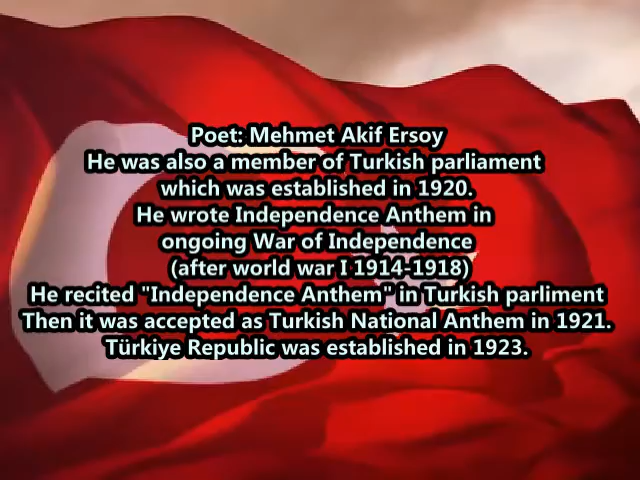 Poet: Mehmet Akif Ersoy
He was also a member of Turkish parliament
which was established in 1920.
He wrote Independence Anthem in
ongoing War of Independence
(after world war I 1914-1918)
He recited "Independence Anthem" in Turkish parliment
Then it was accepted as Turkish National Anthem in 1921.
Türkiye Republic was established in 1923.